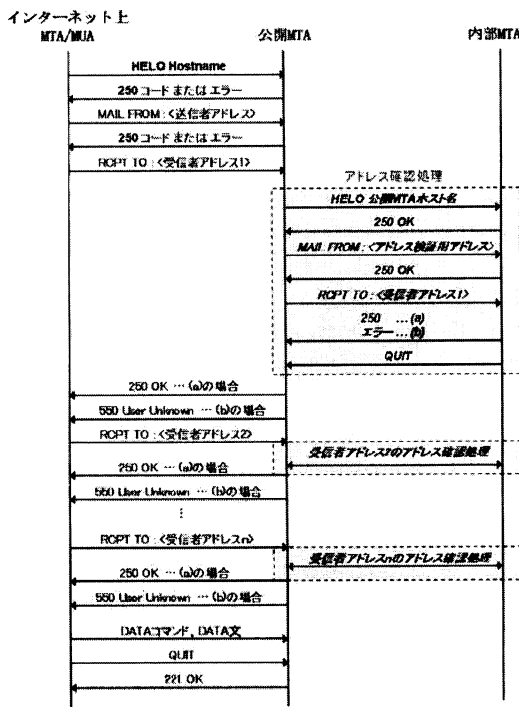 インターネット上
MTA/MUA
公開MTA
内部MTA
HELO Hostname
250 コード または エラー
MAIL FROM : <送信者アドレス>
250 コード または エラー
RCPT TO : <受信者アドレス1>
アドレス確認処理
HELO 公開MTAホスト名
250 OK
MAIL FROM : <アドレス検証用アドレス>
250 OK
RCPT TO : <受信者アドレス1>
250 …(a)
エラー …(b)
QUIT
250 OK … (a)の場合
550 User Unknown … (b)の場合
RCPT TO : <受信者アドレス2>
受信者アドレス2のアドレス確認処理
250 OK … (a)の場合
550 User Unknown … (b)の場合
⋮
RCPT TO : <受信者アドレスn>
受信者アドレスnのアドレス確認処理
250 OK … (a)の場合
550 User Unknown … (b)の場合
DATAコマンド, DATA文
QUIT
221 OK